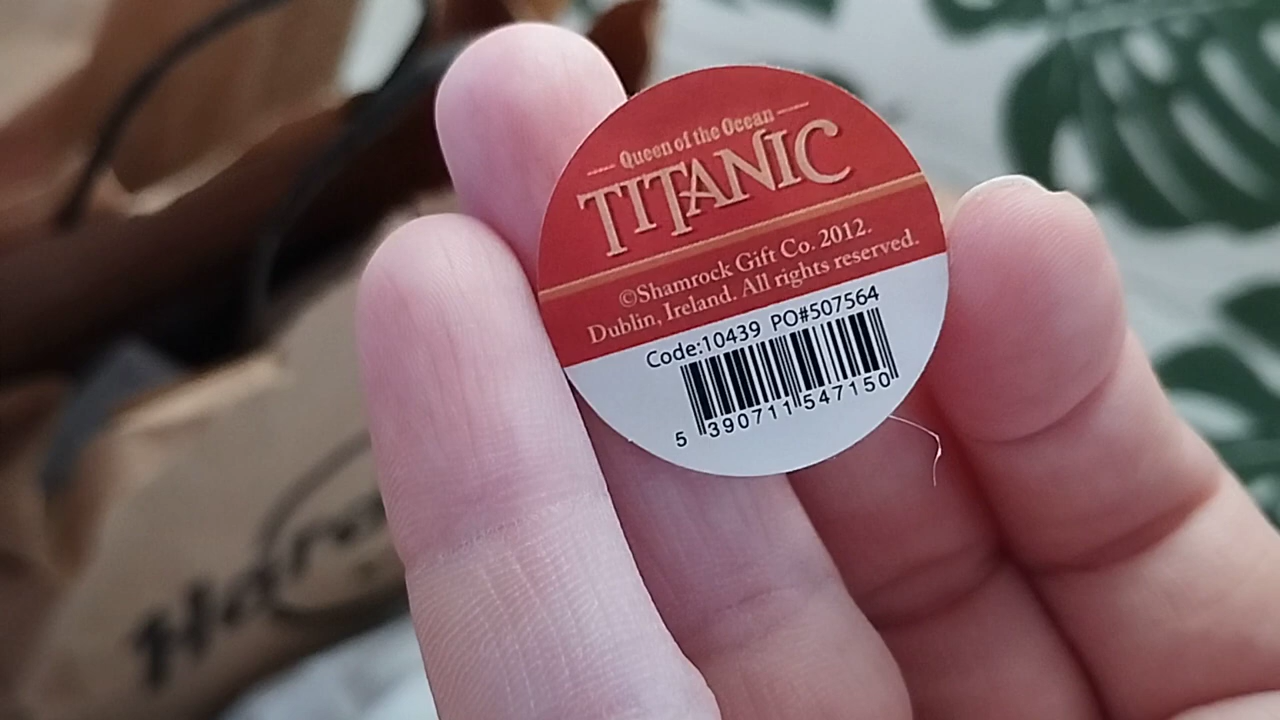 Queen of the Ocean
TITANIC
©Shamrock Gift Co. 2012.
Dublin, Ireland. All rights reserved.
Code:10439 PO#507564
5 390711 547150